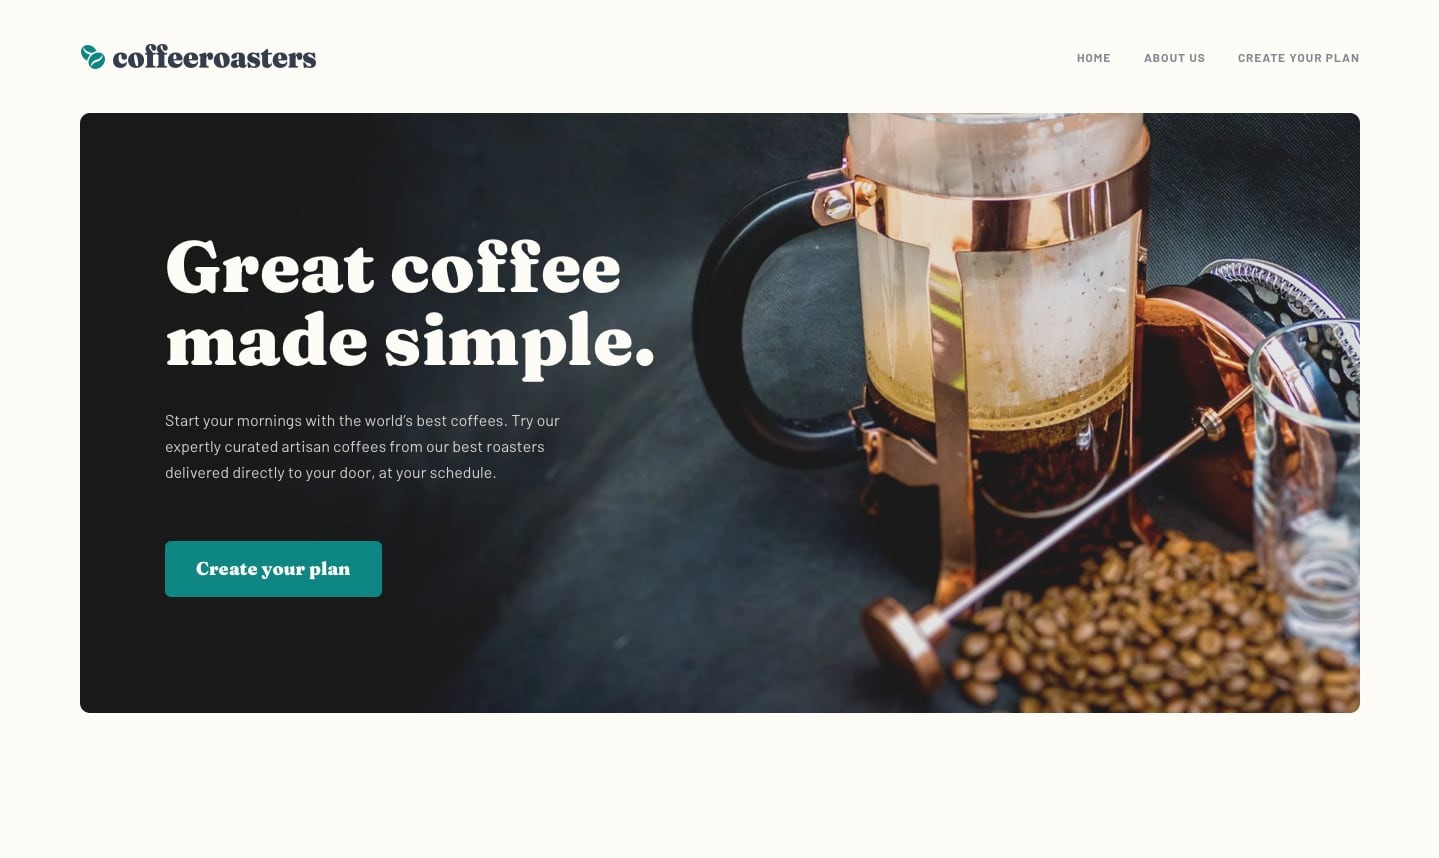 coffeeroasters
HOME
ABOUT US
CREATE YOUR PLAN
Great coffee
made simple.
Start your mornings with the world’s best coffees. Try our
expertly curated artisan coffees from our best roasters
delivered directly to your door, at your schedule.
Create your plan